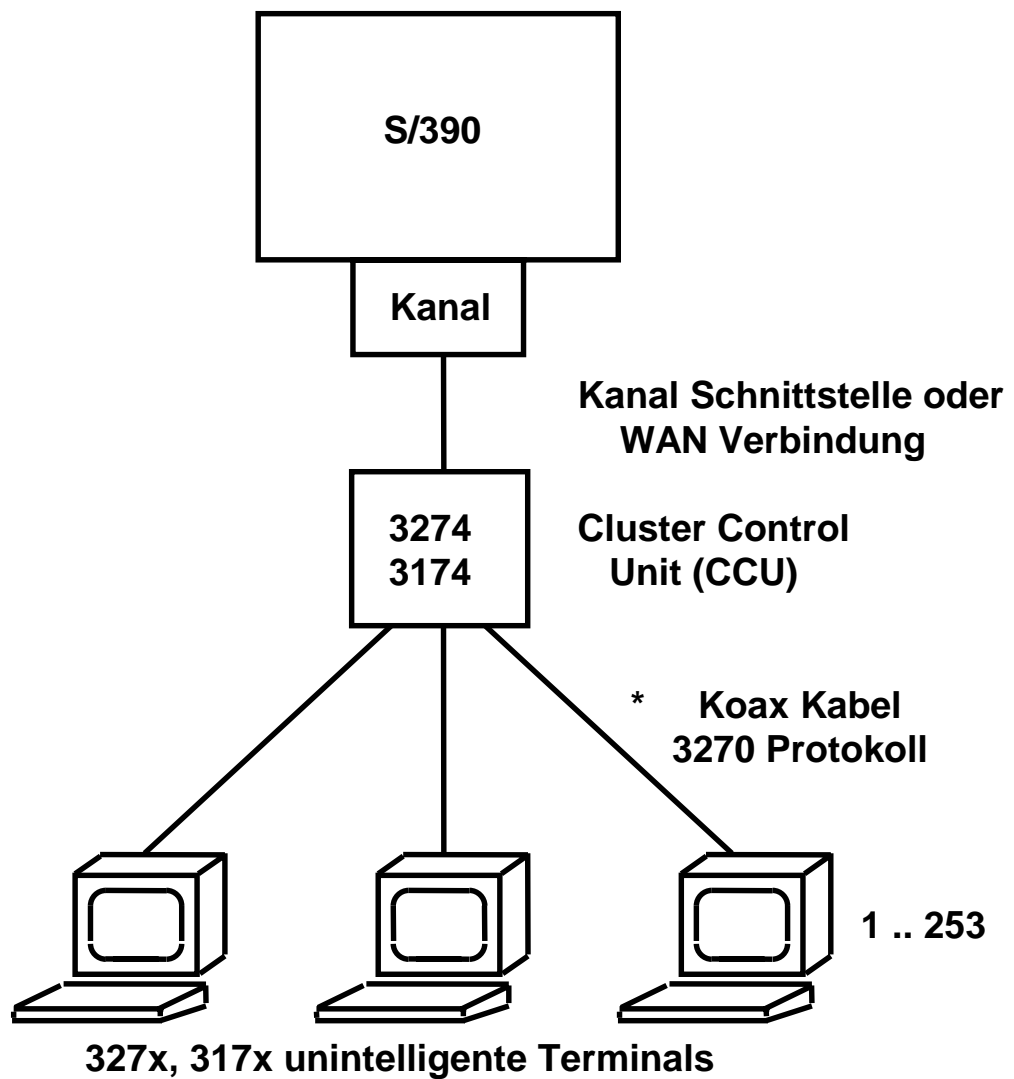 S/390
Kanal
Kanal Schnittstelle oder
WAN Verbindung
3274
3174
Cluster Control
Unit (CCU)
* Koax Kabel
3270 Protokoll
1 .. 253
327x, 317x unintelligente Terminals